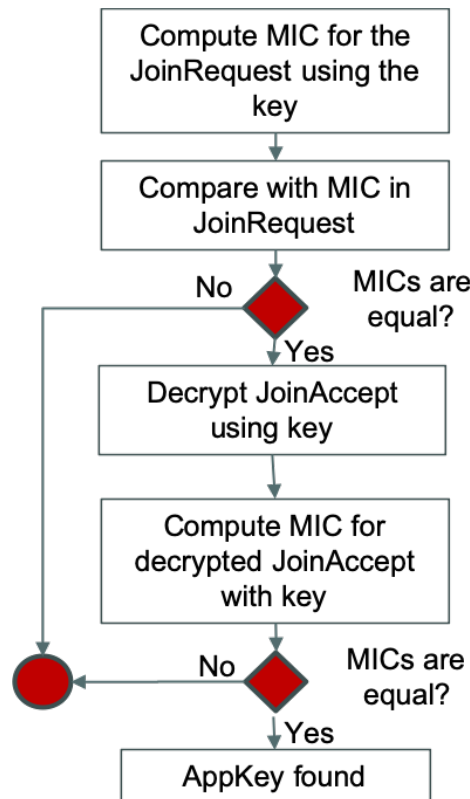 Compute MIC for the
JoinRequest using the
key
Compare with MIC in
JoinRequest
No
MICs are
equal?
Yes
Decrypt JoinAccept
using key
Compute MIC for
decrypted JoinAccept
with key
No
MICs are
equal?
Yes
AppKey found